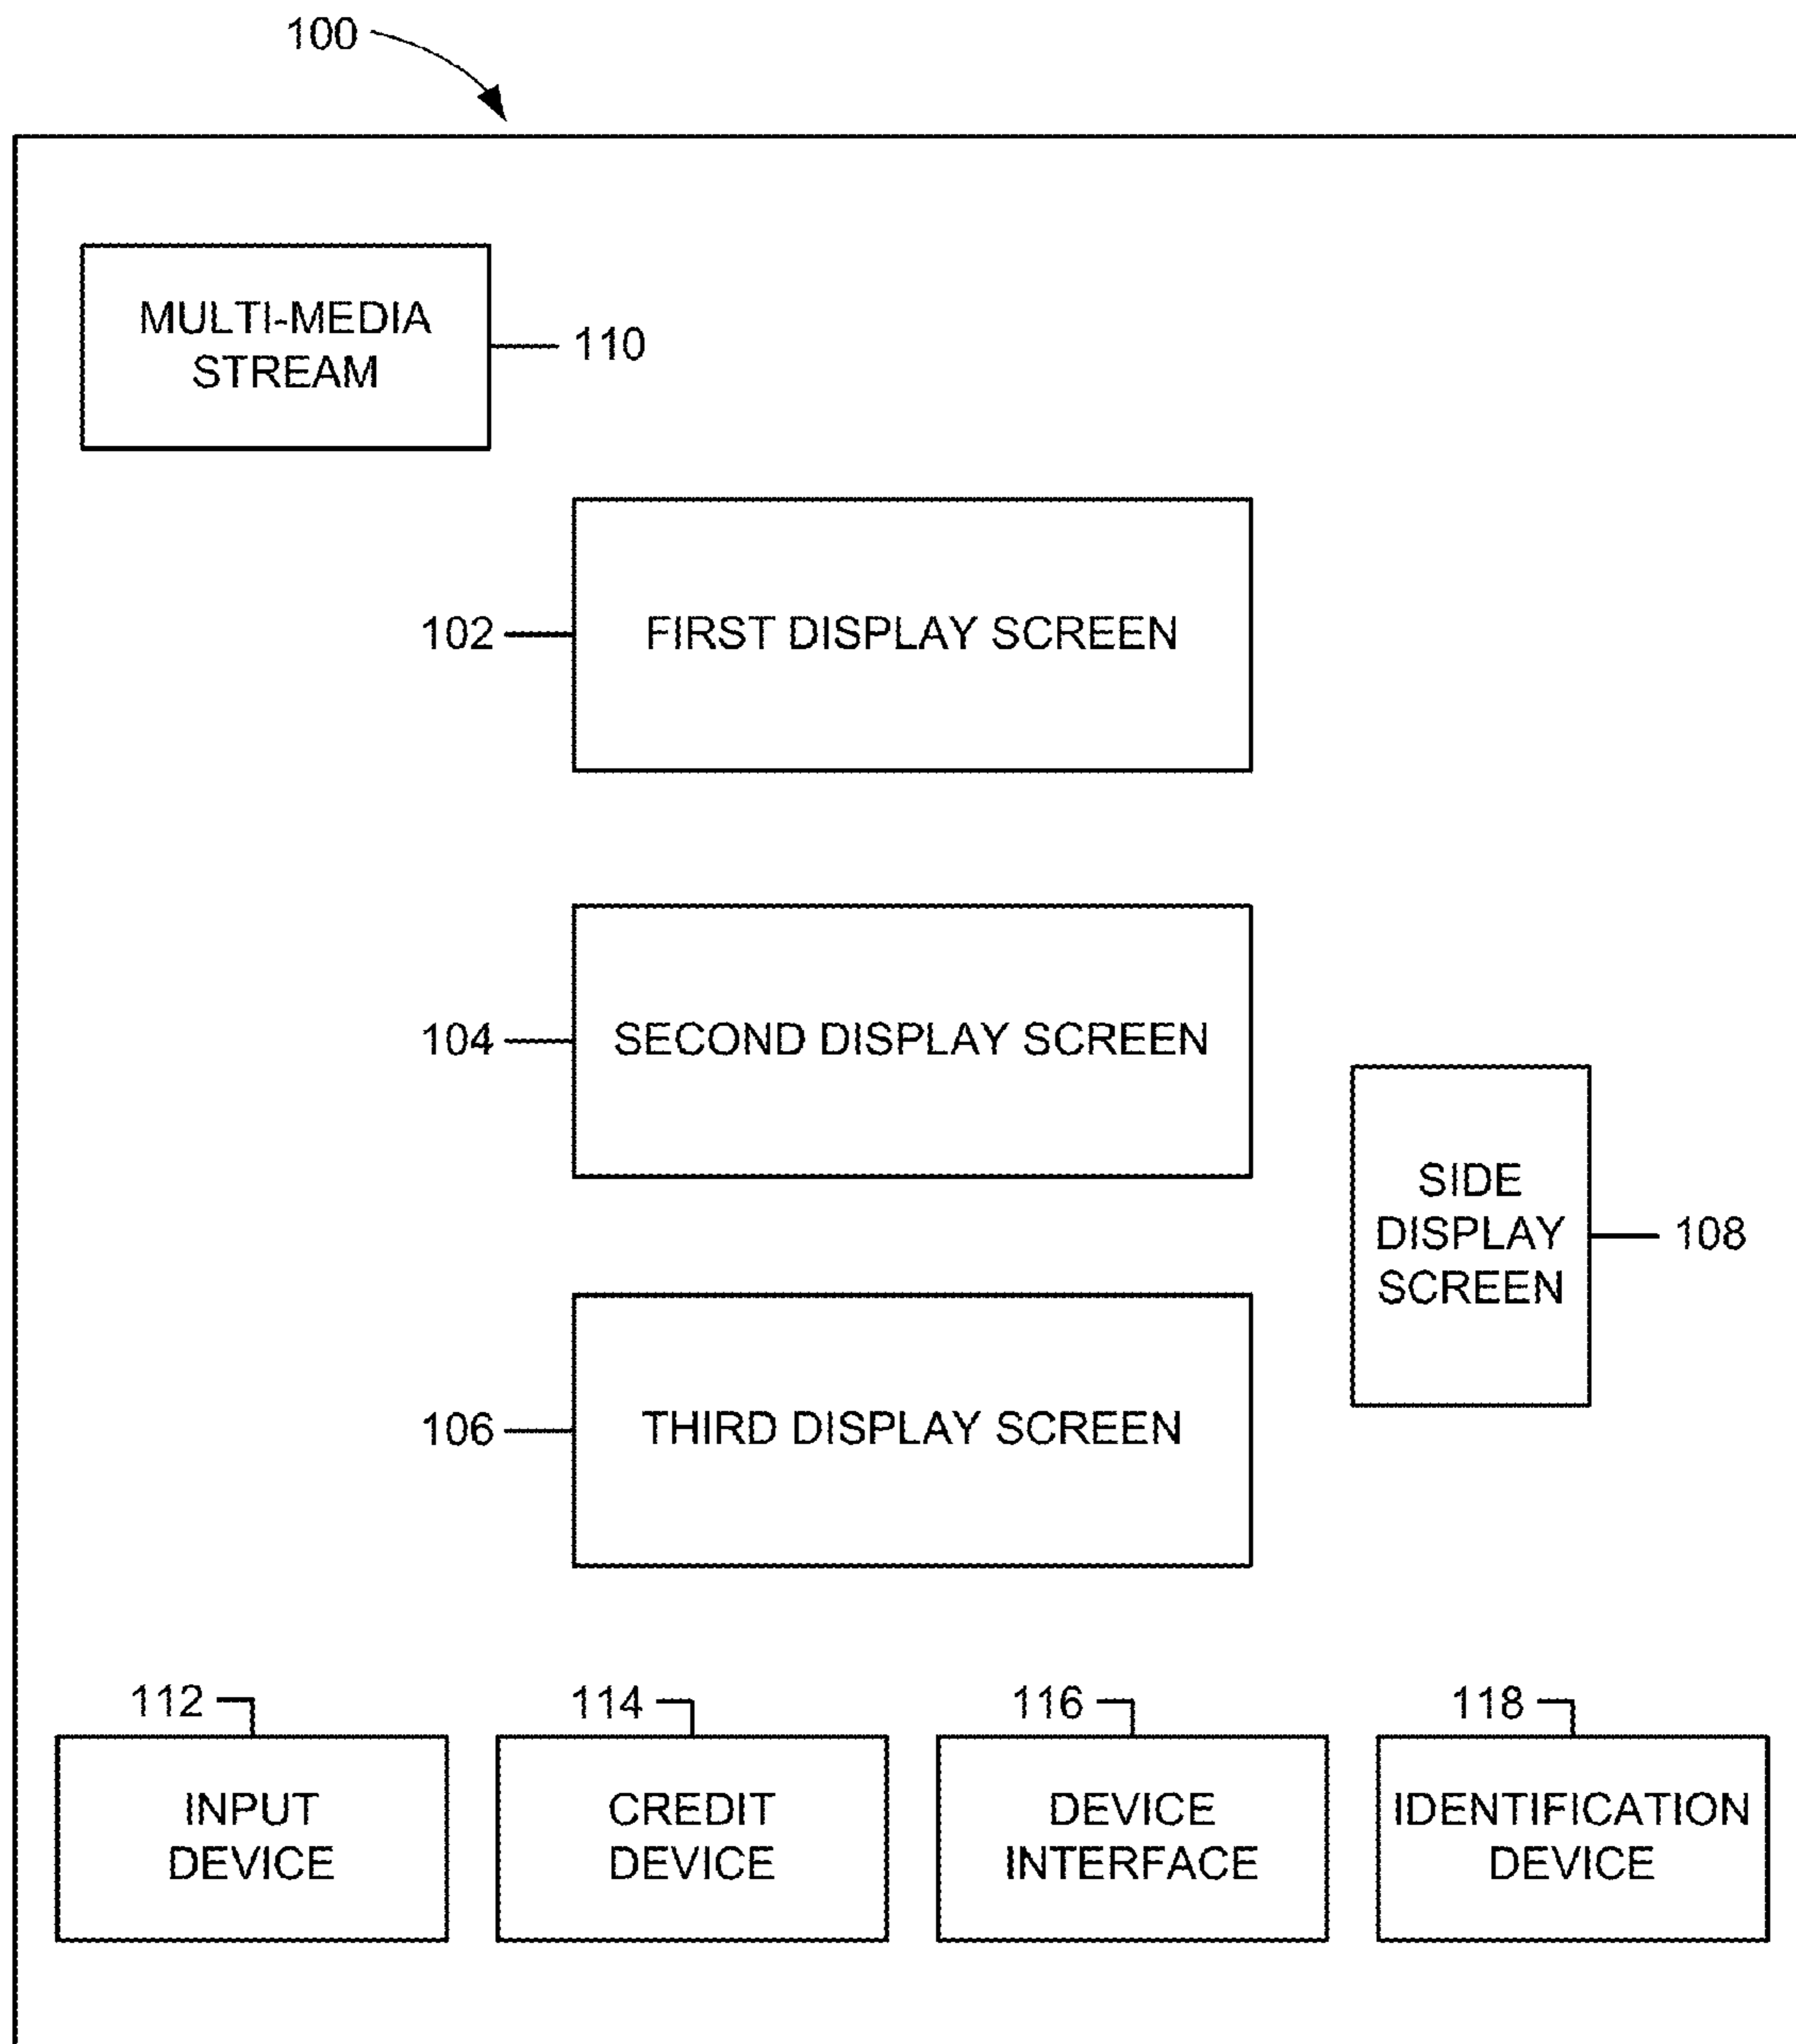 100
MULTI-MEDIA
STREAM
110
102
FIRST DISPLAY SCREEN
104
SECOND DISPLAY SCREEN
SIDE
DISPLAY
SCREEN
108
106
THIRD DISPLAY SCREEN
112
114
116
118
INPUT
DEVICE
CREDIT
DEVICE
DEVICE
INTERFACE
IDENTIFICATION
DEVICE